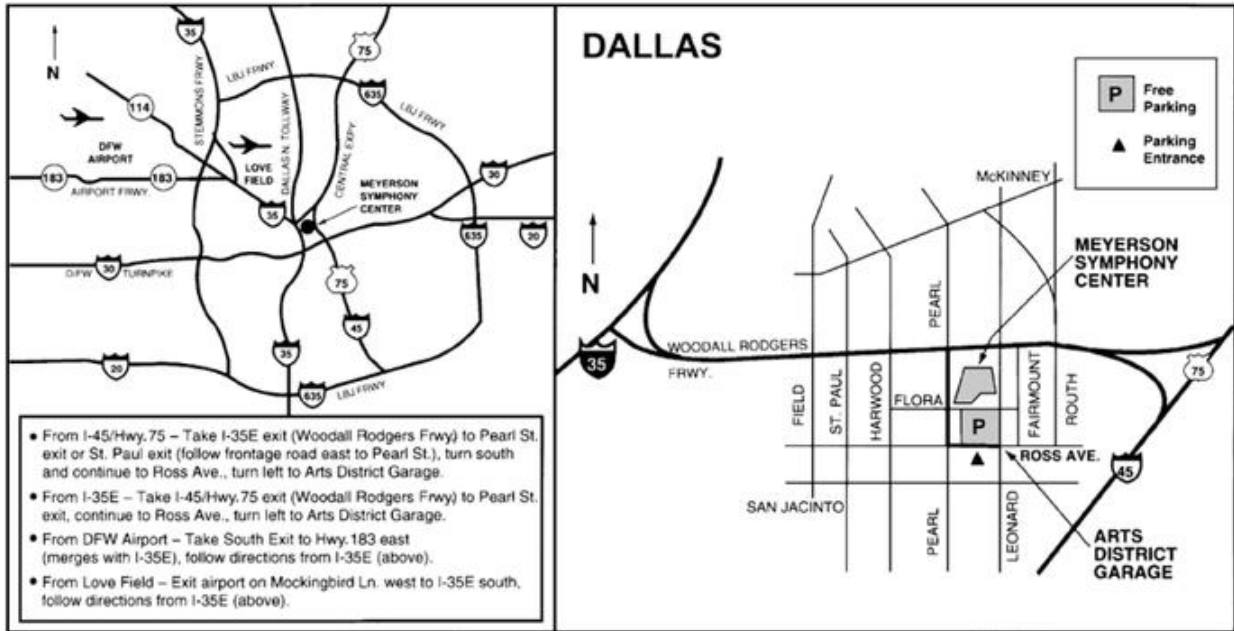 35
75
N
LBJ FRWY
114
STEMMONS FRWY
635
LBJ FRWY
DFW
AIRPORT
LOVE
FIELD
DALLAS N. TOLLWAY
CENTRAL EXPY
183
183
AIRPORT FRWY.
MEYERSON
SYMPHONY
CENTER
30
35
635
20
30
DFW TURNPIKE
75
45
20
35
635
LBJ FRWY
• From I-45/Hwy.75 – Take I-35E exit (Woodall Rodgers Frwy) to Pearl St.
exit or St. Paul exit (follow frontage road east to Pearl St.), turn south
and continue to Ross Ave., turn left to Arts District Garage.
• From I-35E – Take I-45/Hwy.75 exit (Woodall Rodgers Frwy) to Pearl St.
exit, continue to Ross Ave., turn left to Arts District Garage.
• From DFW Airport – Take South Exit to Hwy.183 east
(merges with I-35E), follow directions from I-35E (above).
• From Love Field – Exit airport on Mockingbird Ln. west to I-35E south,
follow directions from I-35E (above).
DALLAS
P Free
Parking
Parking
Entrance
McKINNEY
N
MEYERSON
SYMPHONY
CENTER
PEARL
35
WOODALL RODGERS
FRWY.
75
FIELD
ST. PAUL
HARWOOD
FLORA
FAIRMOUNT
ROUTH
P
ROSS AVE.
45
SAN JACINTO
PEARL
LEONARD
ARTS
DISTRICT
GARAGE